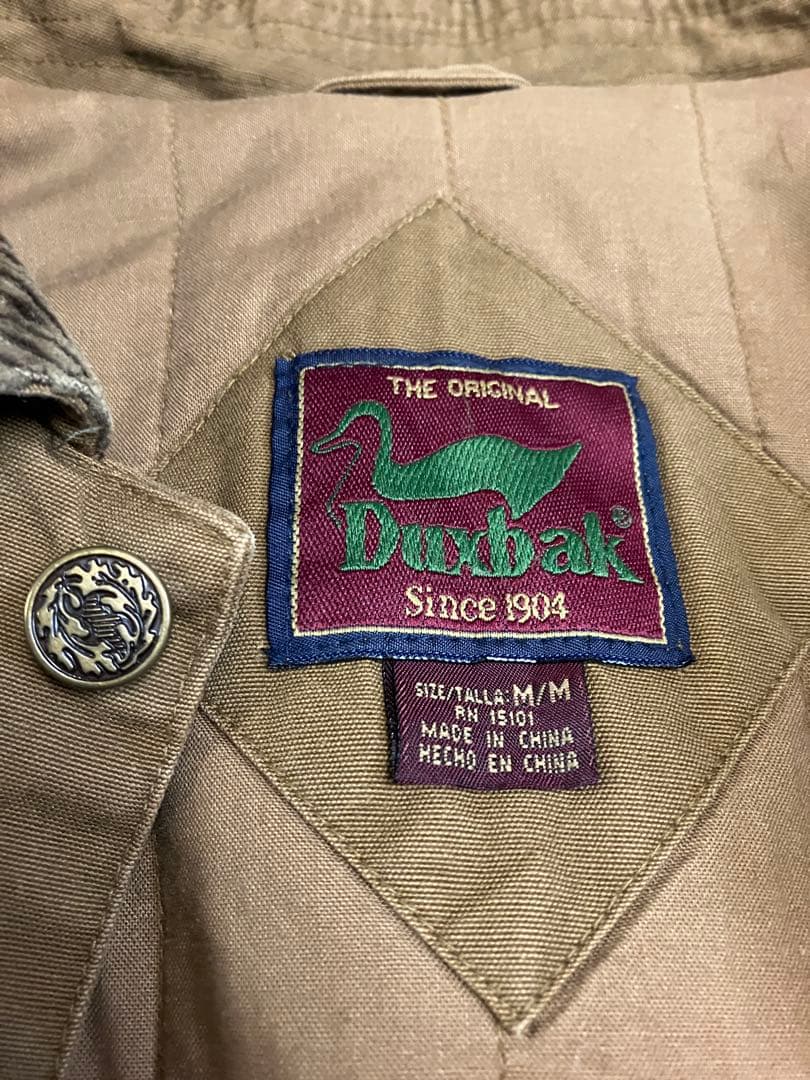 THE ORIGINAL
Duxbak®
Since 1904
SIZE/TALLA: M/M
RN 15101
MADE IN CHINA
HECHO EN CHINA